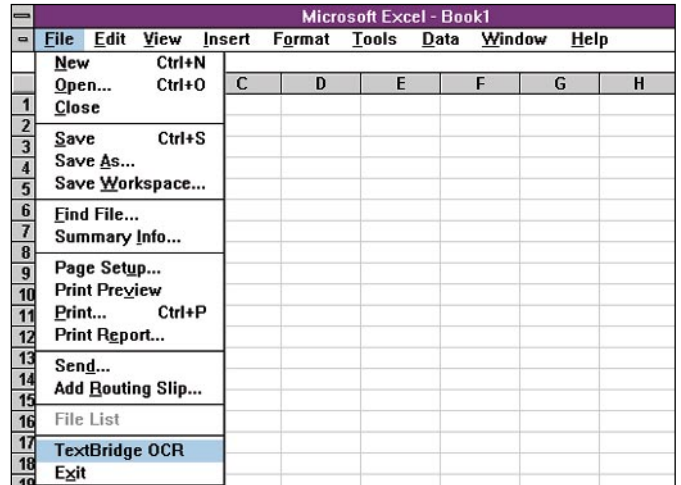 Microsoft Excel - Book1
File Edit View Insert Format Tools Data Window Help
New Ctrl+N
Open... Ctrl+O
Close
Save Ctrl+S
Save As...
Save Workspace...
Find File...
Summary Info...
Page Setup...
Print Preview
Print... Ctrl+P
Print Report...
Send...
Add Routing Slip...
File List
TextBridge OCR
Exit
C D E F G H
1
2
3
4
5
6
7
8
9
10
11
12
13
14
15
16
17
18
19